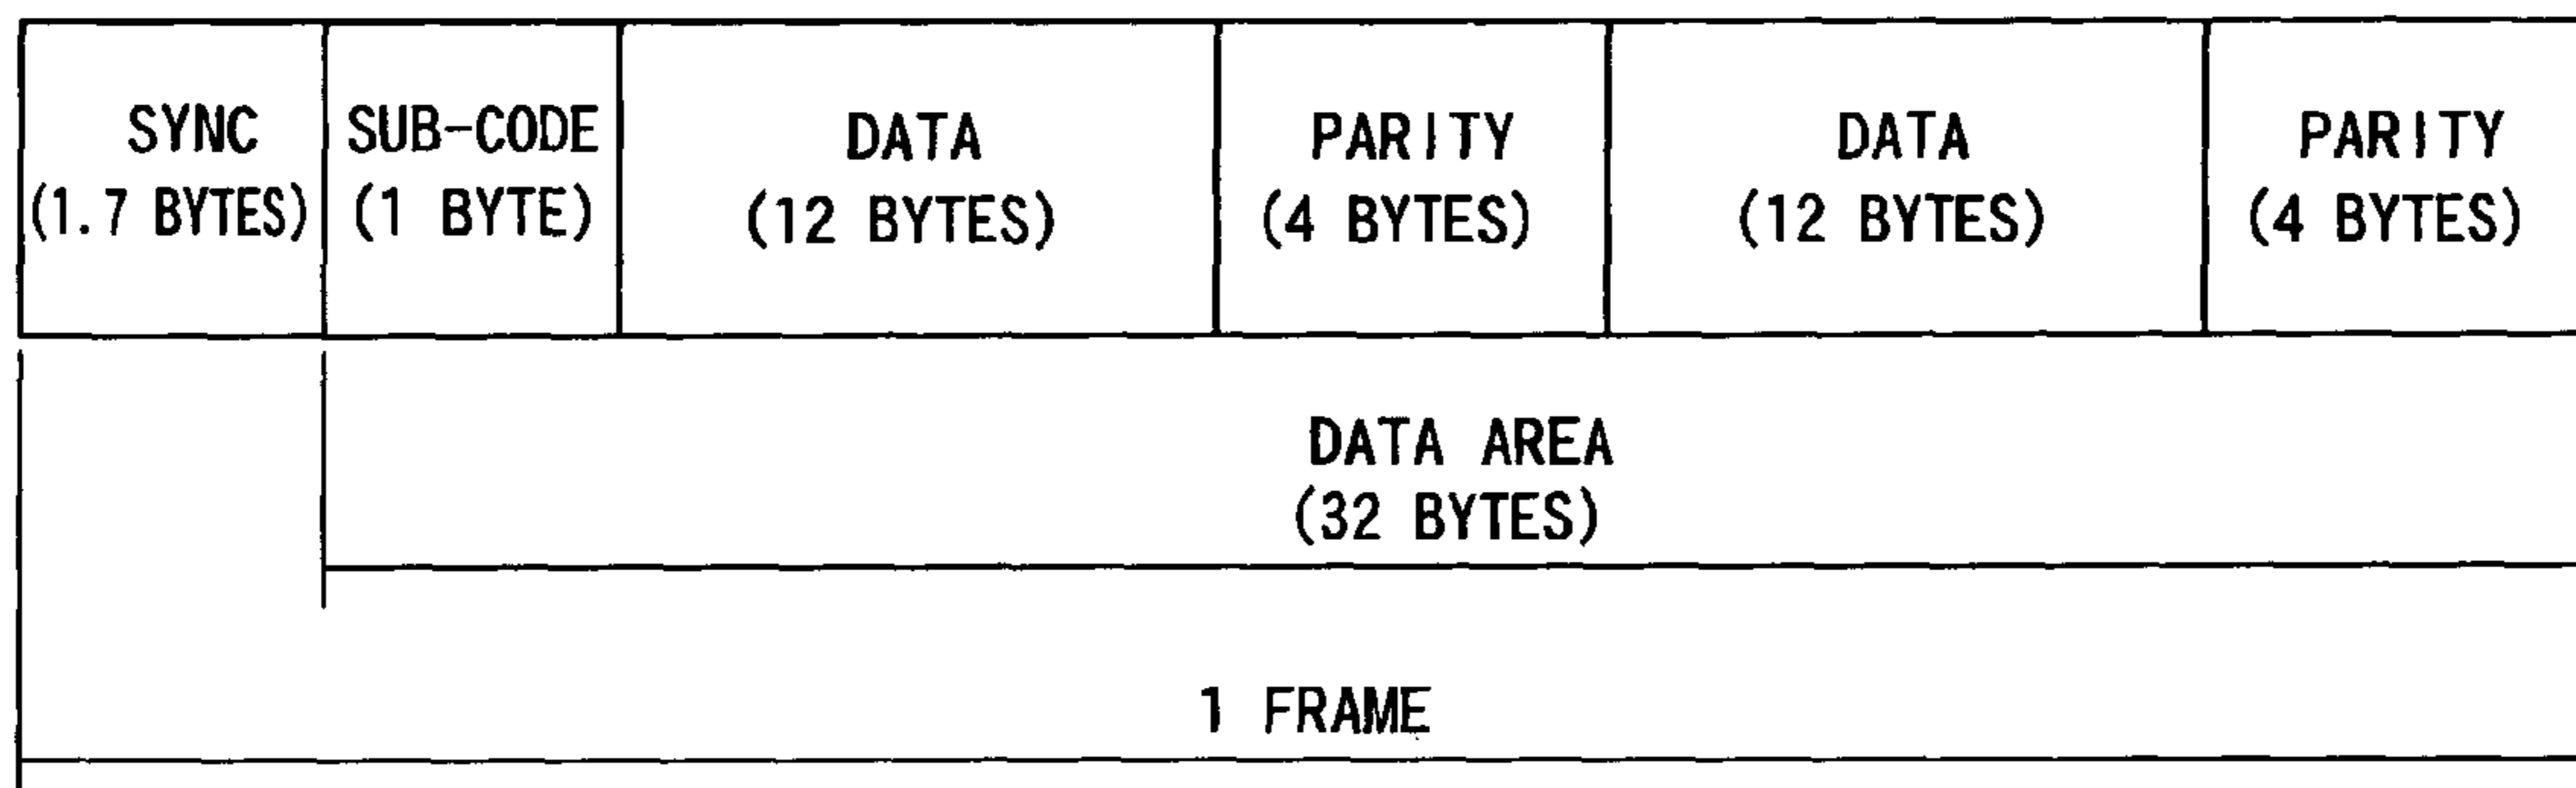 SYNC
(1.7 BYTES)
SUB-CODE
(1 BYTE)
DATA
(12 BYTES)
PARITY
(4 BYTES)
DATA
(12 BYTES)
PARITY
(4 BYTES)
DATA AREA
(32 BYTES)
1 FRAME